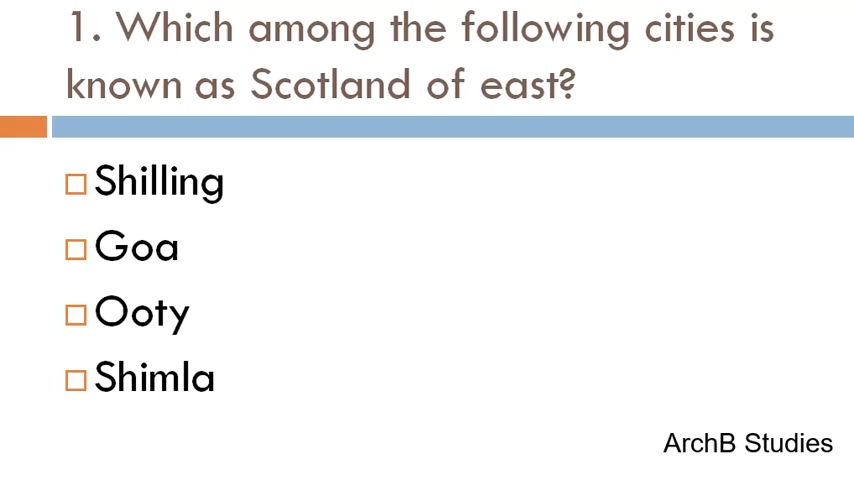 1. Which among the following cities is
known as Scotland of east?
Shilling
Goa
Ooty
Shimla
ArchB Studies